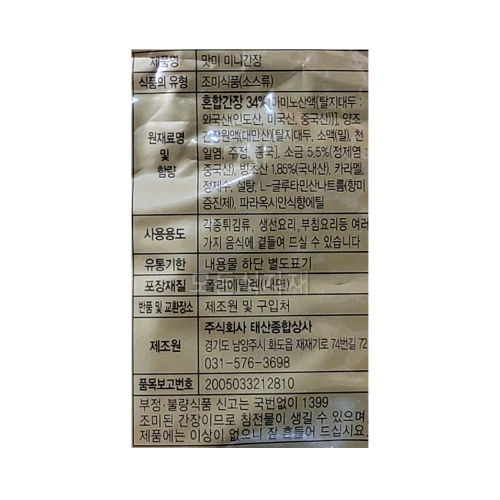 제품명 맛미 미니간장
식품의 유형 조미식품(소스류)
원재료명 및 함량
혼합간장 34%[아미노산액[탈지대두:
외국산(인도산, 미국산, 중국산)], 양조
간장원액(대만산)[탈지대두, 소맥(밀), 천
일염, 주정, 종국], 소금 5.5%(정제염:
중국산), 빙초산 1.85%(국내산), 카라멜,
정제수, 설탕, L-글루타민산나트륨(향미
증진제), 파라옥시안식향에틸
사용용도
각종튀김류, 생선요리, 부침요리등 여러
가지 음식에 곁들여 드실 수 있습니다
유통기한 내용물 하단 별도표기
포장재질 폴리에틸렌(내면)
반품 및 교환장소 제조원 및 구입처
제조원
주식회사 태산종합상사
경기도 남양주시 화도읍 재재기로 74번길 72
031-576-3698
품목보고번호 2005033212810
부정·불량식품 신고는 국번없이 1399
조미된 간장이므로 침전물이 생길 수 있으며,
제품에는 이상이 없으니 잘 흔들어 드십시요.